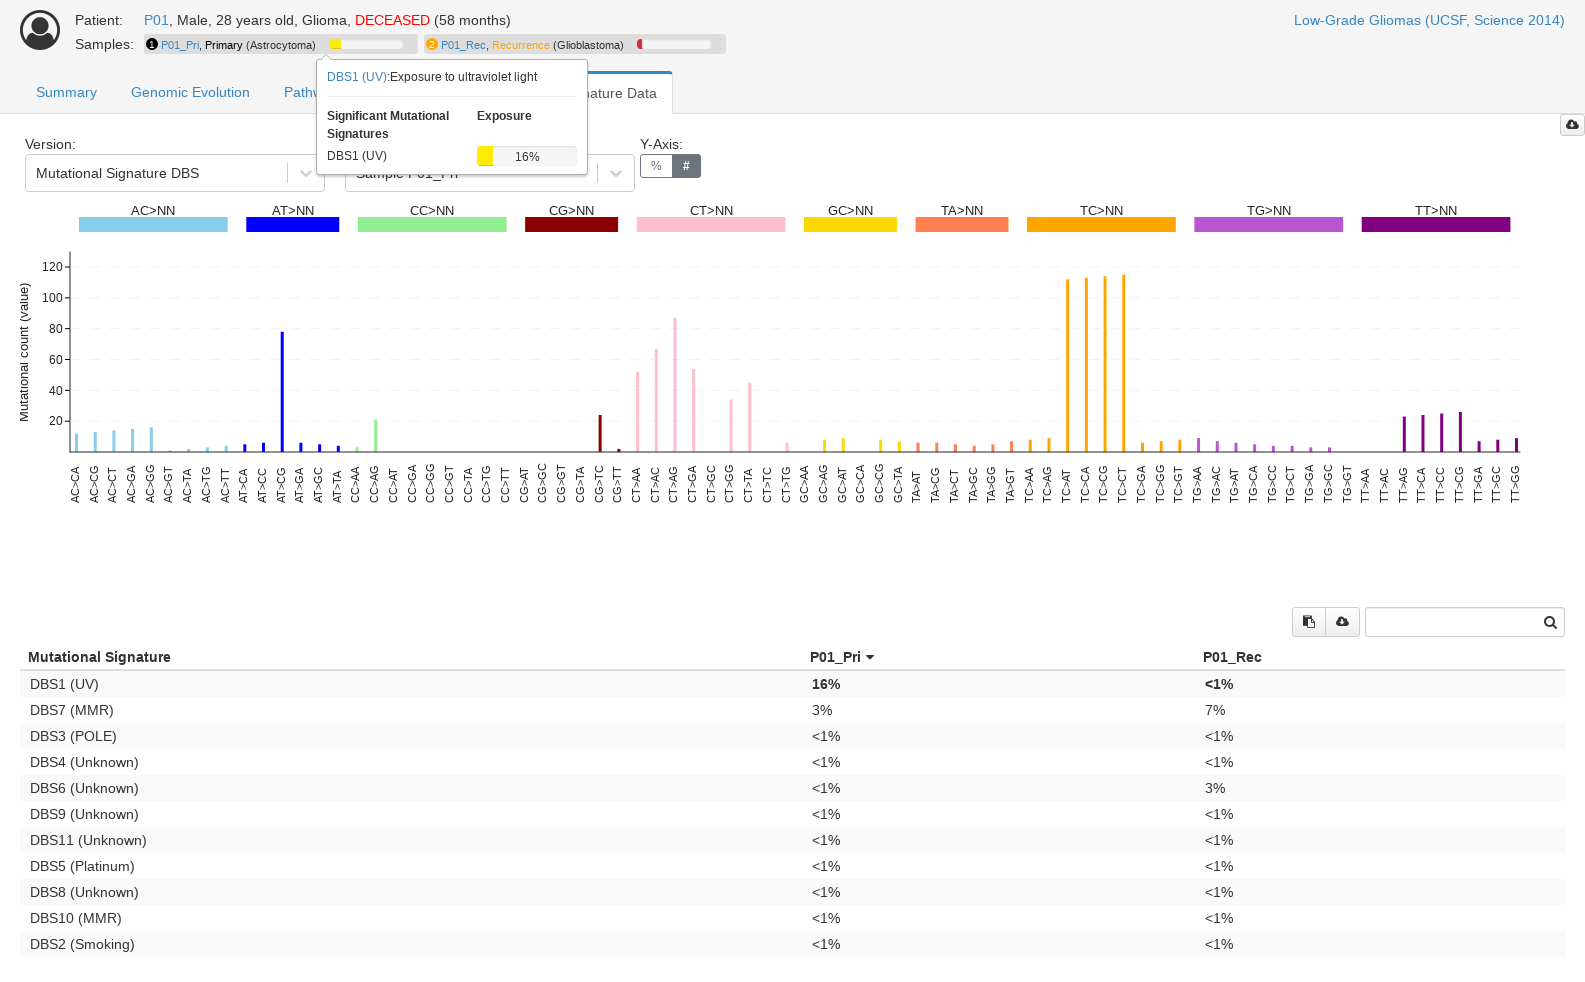 Patient: P01, Male, 28 years old, Glioma, DECEASED (58 months)
Low-Grade Gliomas (UCSF, Science 2014)
Samples: 1 P01_Pri, Primary (Astrocytoma) 2 P01_Rec, Recurrence (Glioblastoma)
DBS1 (UV):Exposure to ultraviolet light
Significant Mutational Signatures Exposure
DBS1 (UV) 16%
Summary Genomic Evolution Pathw nature Data
Version: Y-Axis:
Mutational Signature DBS Sample P01_Pri % #
AC>NN AT>NN CC>NN CG>NN CT>NN GC>NN TA>NN TC>NN TG>NN TT>NN
Mutational count (value)
120
100
80
60
40
20
AC>CA AC>CG AC>CT AC>GA AC>GG AC>GT AC>TA AC>TG AC>TT AT>CA AT>CC AT>CG AT>GA AT>GC AT>TA CC>AA CC>AG CC>AT CC>GA CC>GG CC>GT CC>TA CC>TG CC>TT CG>AT CG>GC CG>GT CG>TA CG>TC CG>TT CT>AA CT>AC CT>AG CT>GA CT>GC CT>GG CT>TA CT>TC CT>TG GC>AA GC>AG GC>AT GC>CA GC>CG GC>TA TA>AT TA>CG TA>CT TA>GC TA>GG TA>GT TC>AA TC>AG TC>AT TC>CA TC>CG TC>CT TC>GA TC>GG TC>GT TG>AA TG>AC TG>AT TG>CA TG>CC TG>CT TG>GA TG>GC TG>GT TT>AA TT>AC TT>AG TT>CA TT>CC TT>CG TT>GA TT>GC TT>GG
Mutational Signature P01_Pri P01_Rec
DBS1 (UV) 16% <1%
DBS7 (MMR) 3% 7%
DBS3 (POLE) <1% <1%
DBS4 (Unknown) <1% <1%
DBS6 (Unknown) <1% 3%
DBS9 (Unknown) <1% <1%
DBS11 (Unknown) <1% <1%
DBS5 (Platinum) <1% <1%
DBS8 (Unknown) <1% <1%
DBS10 (MMR) <1% <1%
DBS2 (Smoking) <1% <1%